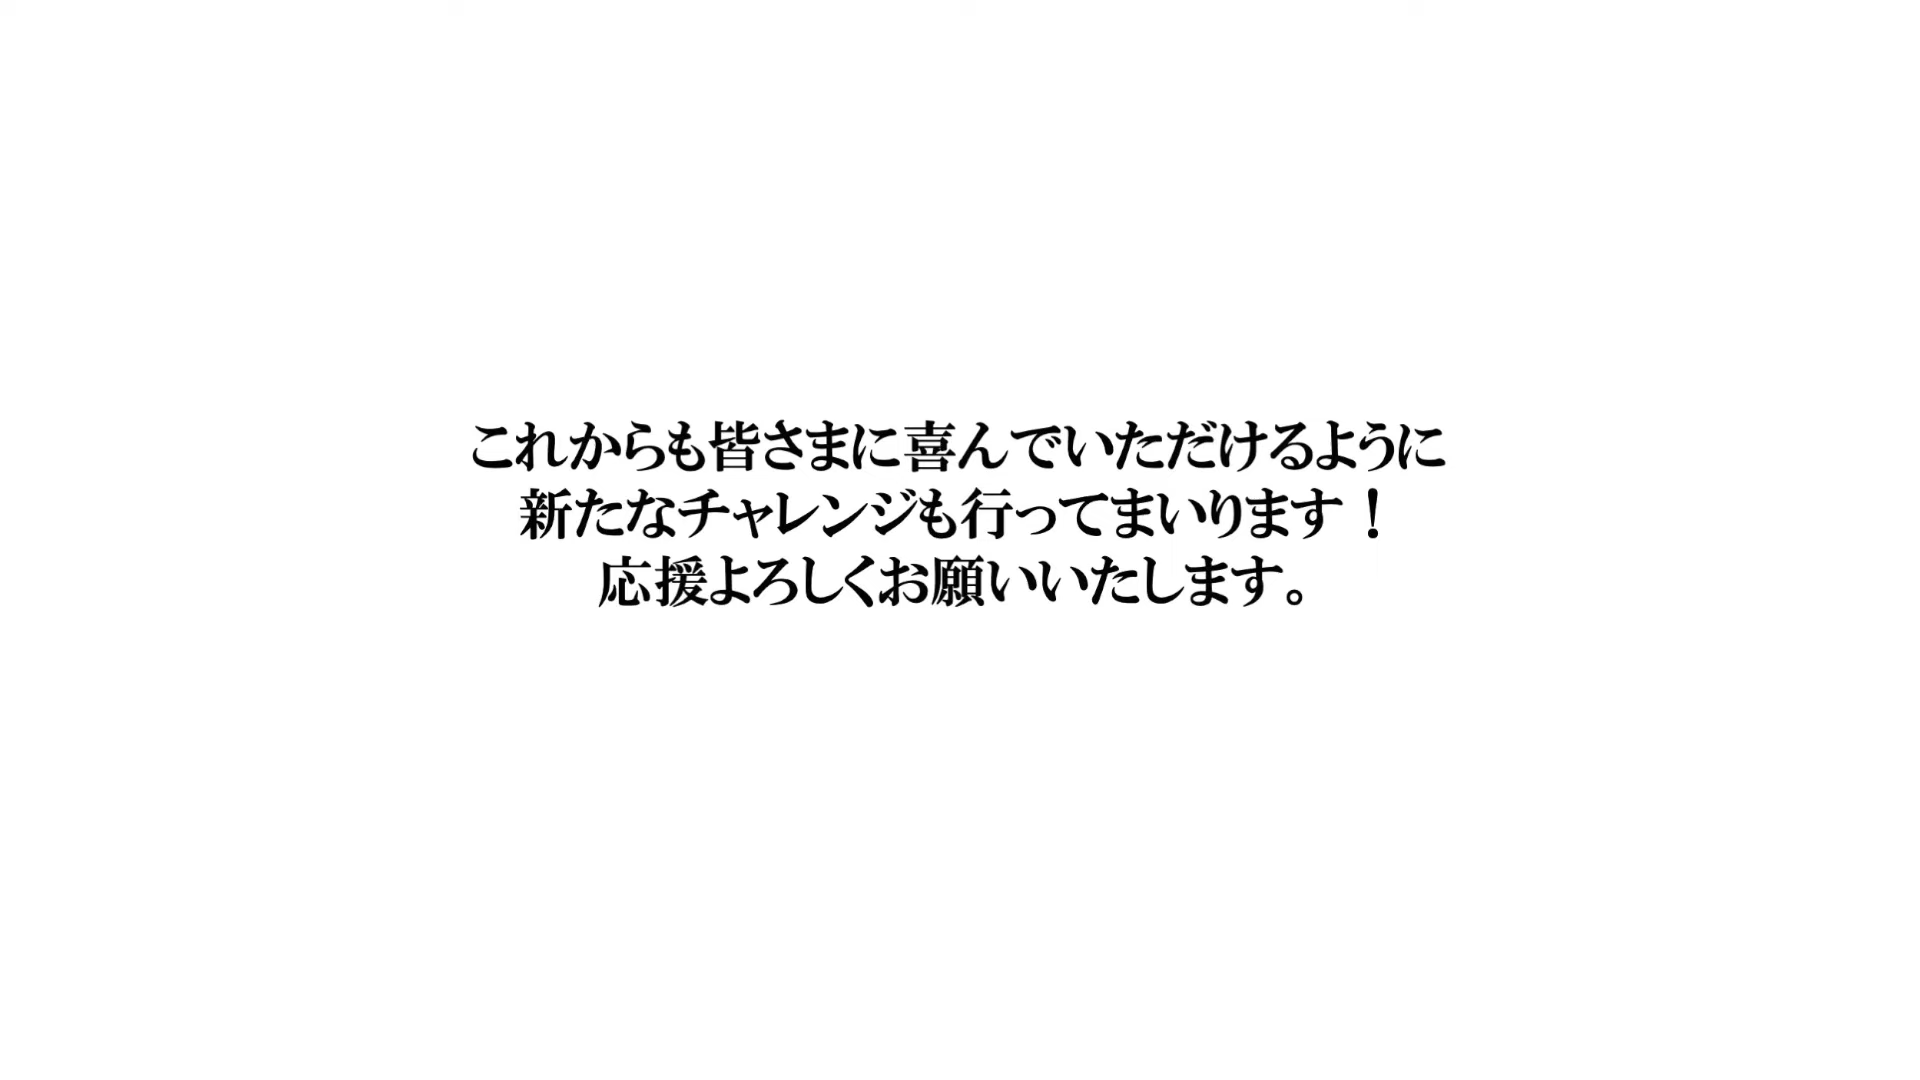 これからも皆さまに喜んでいただけるように
新たなチャレンジも行ってまいります！
応援よろしくお願いいたします。